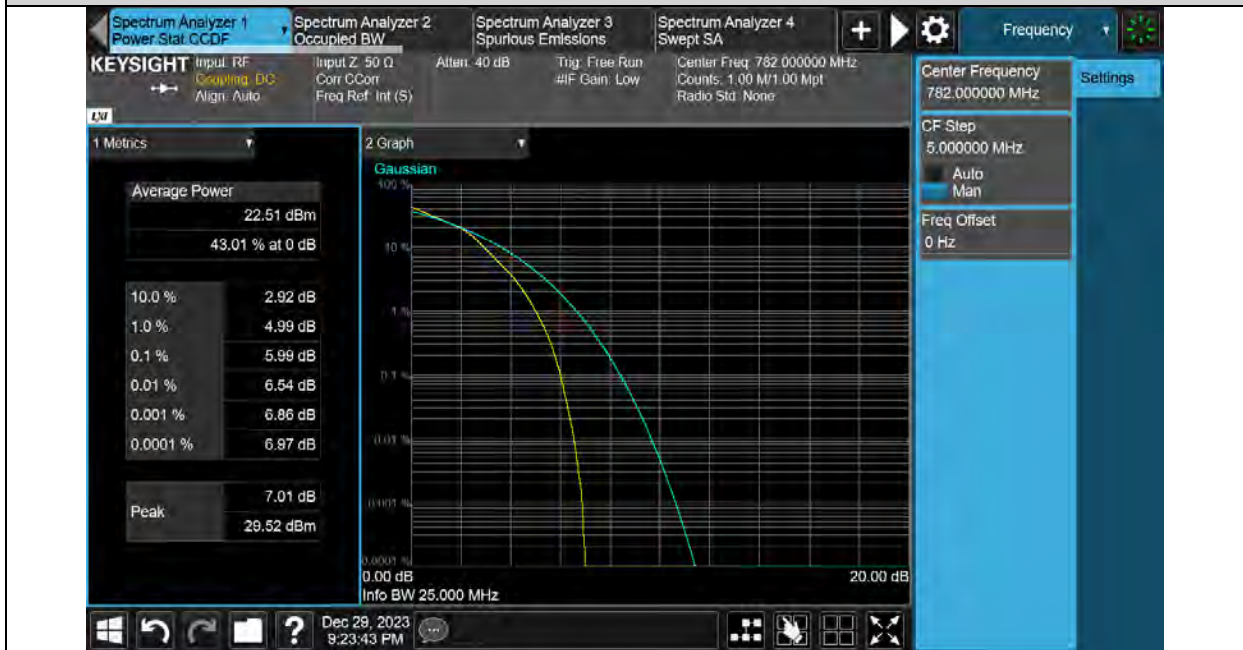 Spectrum Analyzer 1
Power Stat CCDF
Spectrum Analyzer 2
Occupied BW
Spectrum Analyzer 3
Spurious Emissions
Spectrum Analyzer 4
Swept SA
Frequency
KEYSIGHT
Input: RF
Coupling: DC
Align: Auto
Input Z: 50 Ω
Corr CCorr
Freq Ref: Int (S)
Atten: 40 dB
Trig: Free Run
#IF Gain: Low
Center Freq: 782.000000 MHz
Counts: 1.00 M/1.00 Mpt
Radio Std: None
LXI
Center Frequency
782.000000 MHz
Settings
CF Step
5.000000 MHz
Auto
Man
Freq Offset
0 Hz
1 Metrics
Average Power
22.51 dBm
43.01 % at 0 dB
10.0 % 2.92 dB
1.0 % 4.99 dB
0.1 % 5.99 dB
0.01 % 6.54 dB
0.001 % 6.86 dB
0.0001 % 6.97 dB
Peak
7.01 dB
29.52 dBm
2 Graph
Gaussian
100 %
10 %
1 %
0.1 %
0.01 %
0.001 %
0.0001 %
0.00 dB
20.00 dB
Info BW 25.000 MHz
Dec 29, 2023
9:23:43 PM